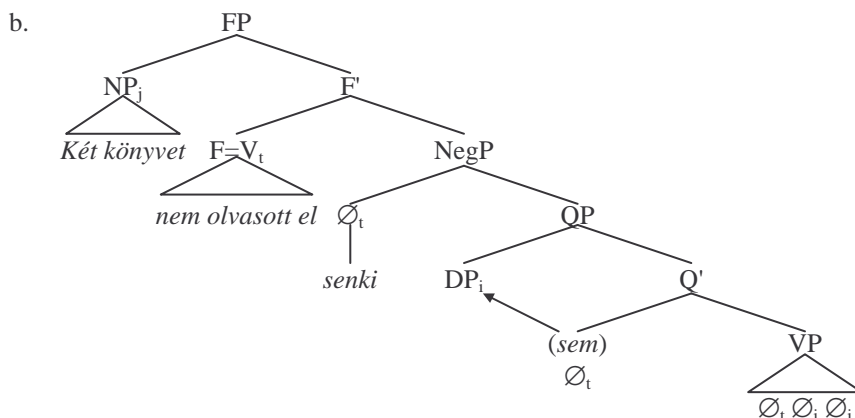 b.
FP
NPj F'
Két könyvet F=Vt NegP
nem olvasott el ∅t QP
senki DPi Q'
(sem) VP
∅t
∅t ∅i ∅j